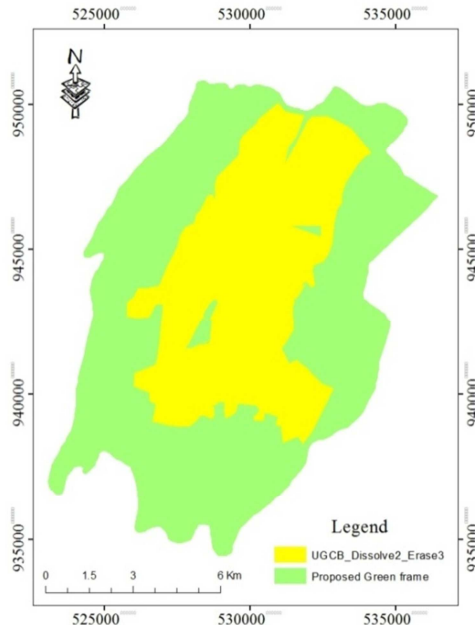 525000 530000 535000
N
950000 950000
945000 945000
940000 940000
935000 935000
Legend
UGCB_Dissolve2_Erase3
Proposed Green frame
0 1.5 3 6 Km
525000 530000 535000